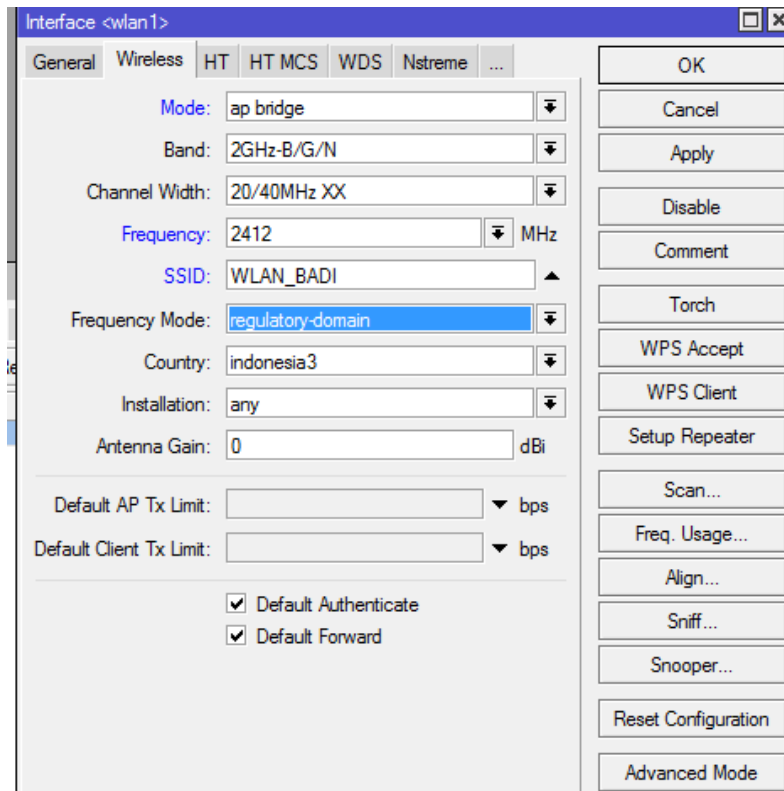 Interface <wlan1>
General Wireless HT HT MCS WDS Nstreme ...
Mode: ap bridge
Band: 2GHz-B/G/N
Channel Width: 20/40MHz XX
Frequency: 2412 MHz
SSID: WLAN_BADI
Frequency Mode: regulatory-domain
Country: indonesia3
Installation: any
Antenna Gain: 0 dBi
Default AP Tx Limit: bps
Default Client Tx Limit: bps
Default Authenticate
Default Forward
OK
Cancel
Apply
Disable
Comment
Torch
WPS Accept
WPS Client
Setup Repeater
Scan...
Freq. Usage...
Align...
Sniff...
Snooper...
Reset Configuration
Advanced Mode